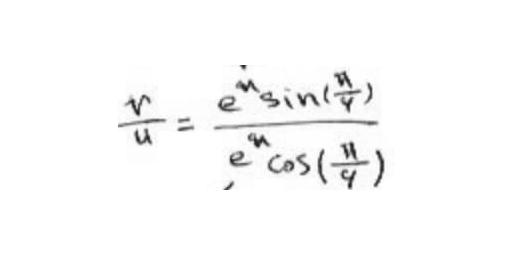 v/u = e^x sin(π/4) / e^x cos(π/4)